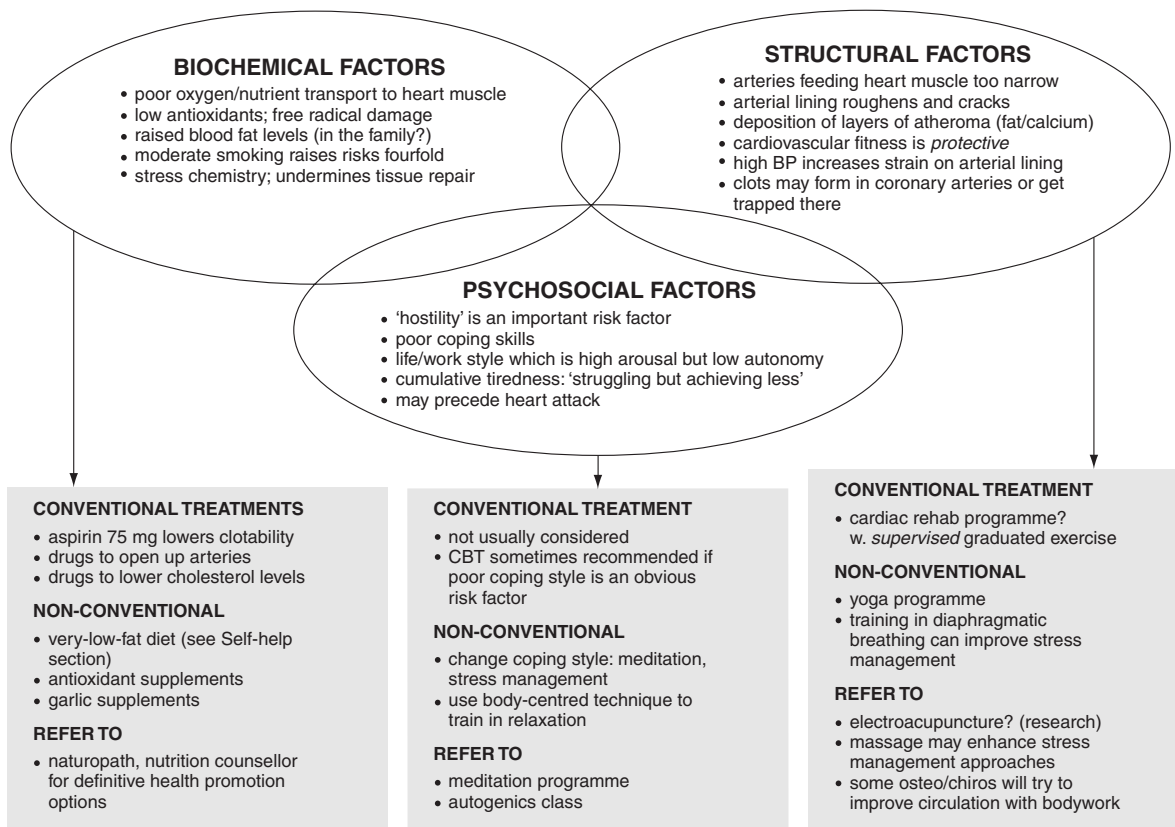 BIOCHEMICAL FACTORS
• poor oxygen/nutrient transport to heart muscle
• low antioxidants; free radical damage
• raised blood fat levels (in the family?)
• moderate smoking raises risks fourfold
• stress chemistry; undermines tissue repair
STRUCTURAL FACTORS
• arteries feeding heart muscle too narrow
• arterial lining roughens and cracks
• deposition of layers of atheroma (fat/calcium)
• cardiovascular fitness is protective
• high BP increases strain on arterial lining
• clots may form in coronary arteries or get
trapped there
PSYCHOSOCIAL FACTORS
• ‘hostility’ is an important risk factor
• poor coping skills
• life/work style which is high arousal but low autonomy
• cumulative tiredness: ‘struggling but achieving less’
• may precede heart attack
CONVENTIONAL TREATMENTS
• aspirin 75 mg lowers clotability
• drugs to open up arteries
• drugs to lower cholesterol levels
NON-CONVENTIONAL
• very-low-fat diet (see Self-help
section)
• antioxidant supplements
• garlic supplements
REFER TO
• naturopath, nutrition counsellor
for definitive health promotion
options
CONVENTIONAL TREATMENT
• not usually considered
• CBT sometimes recommended if
poor coping style is an obvious
risk factor
NON-CONVENTIONAL
• change coping style: meditation,
stress management
• use body-centred technique to
train in relaxation
REFER TO
• meditation programme
• autogenics class
CONVENTIONAL TREATMENT
• cardiac rehab programme?
w. supervised graduated exercise
NON-CONVENTIONAL
• yoga programme
• training in diaphragmatic
breathing can improve stress
management
REFER TO
• electroacupuncture? (research)
• massage may enhance stress
management approaches
• some osteo/chiros will try to
improve circulation with bodywork